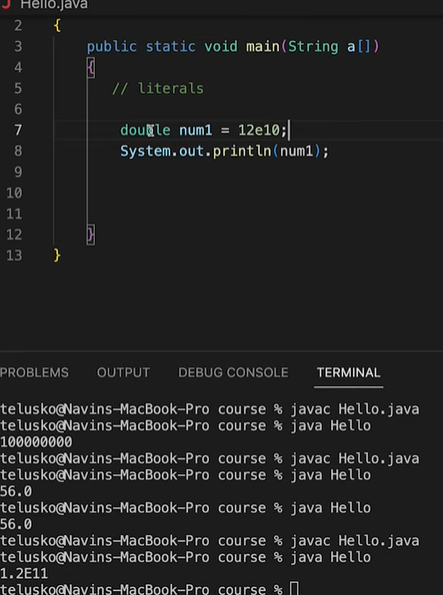 Hello.java
2 {
3 public static void main(String a[])
4 {
5 // literals
6
7 double num1 = 12e10;
8 System.out.println(num1);
9
10
11
12 }
13 }
PROBLEMS OUTPUT DEBUG CONSOLE TERMINAL
telusko@Navins-MacBook-Pro course % javac Hello.java
telusko@Navins-MacBook-Pro course % java Hello
100000000
telusko@Navins-MacBook-Pro course % javac Hello.java
telusko@Navins-MacBook-Pro course % java Hello
56.0
telusko@Navins-MacBook-Pro course % java Hello
56.0
telusko@Navins-MacBook-Pro course % javac Hello.java
telusko@Navins-MacBook-Pro course % java Hello
1.2E11
telusko@Navins-MacBook-Pro course %